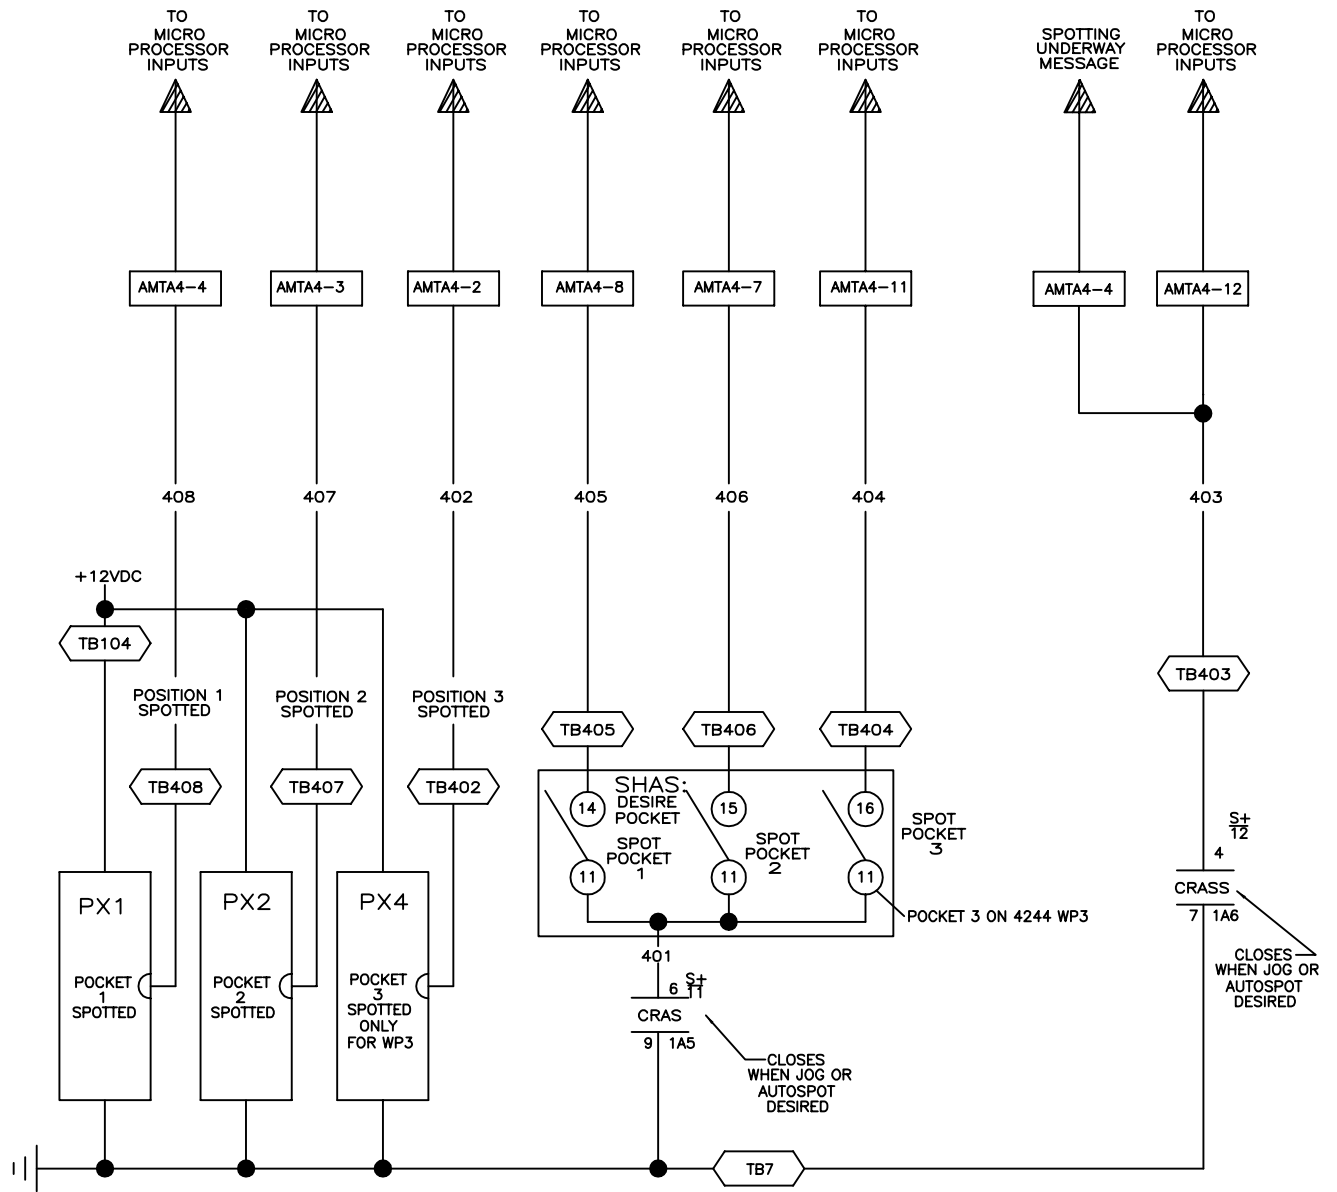 TO
MICRO
PROCESSOR
INPUTS
TO
MICRO
PROCESSOR
INPUTS
TO
MICRO
PROCESSOR
INPUTS
TO
MICRO
PROCESSOR
INPUTS
TO
MICRO
PROCESSOR
INPUTS
TO
MICRO
PROCESSOR
INPUTS
SPOTTING
UNDERWAY
MESSAGE
TO
MICRO
PROCESSOR
INPUTS
AMTA4-4
AMTA4-3
AMTA4-2
AMTA4-8
AMTA4-7
AMTA4-11
AMTA4-4
AMTA4-12
408
407
402
405
406
404
403
+12VDC
TB104
POSITION 1
SPOTTED
POSITION 2
SPOTTED
POSITION 3
SPOTTED
TB403
TB405
TB406
TB404
TB408
TB407
TB402
SHAS:
DESIRE
POCKET
14
15
16
SPOT
POCKET
1
SPOT
POCKET
2
SPOT
POCKET
3
11
11
11
POCKET 3 ON 4244 WP3
S+
12
4
CRASS
7 1A6
CLOSES
WHEN JOG OR
AUTOSPOT
DESIRED
PX1
PX2
PX4
POCKET
1
SPOTTED
POCKET
2
SPOTTED
POCKET
3
SPOTTED
ONLY
FOR WP3
401
6 S+
11
CRAS
9 1A5
CLOSES
WHEN JOG OR
AUTOSPOT
DESIRED
TB7